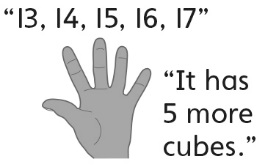 “13, 14, 15, 16, 17”
“It has
5 more
cubes.”